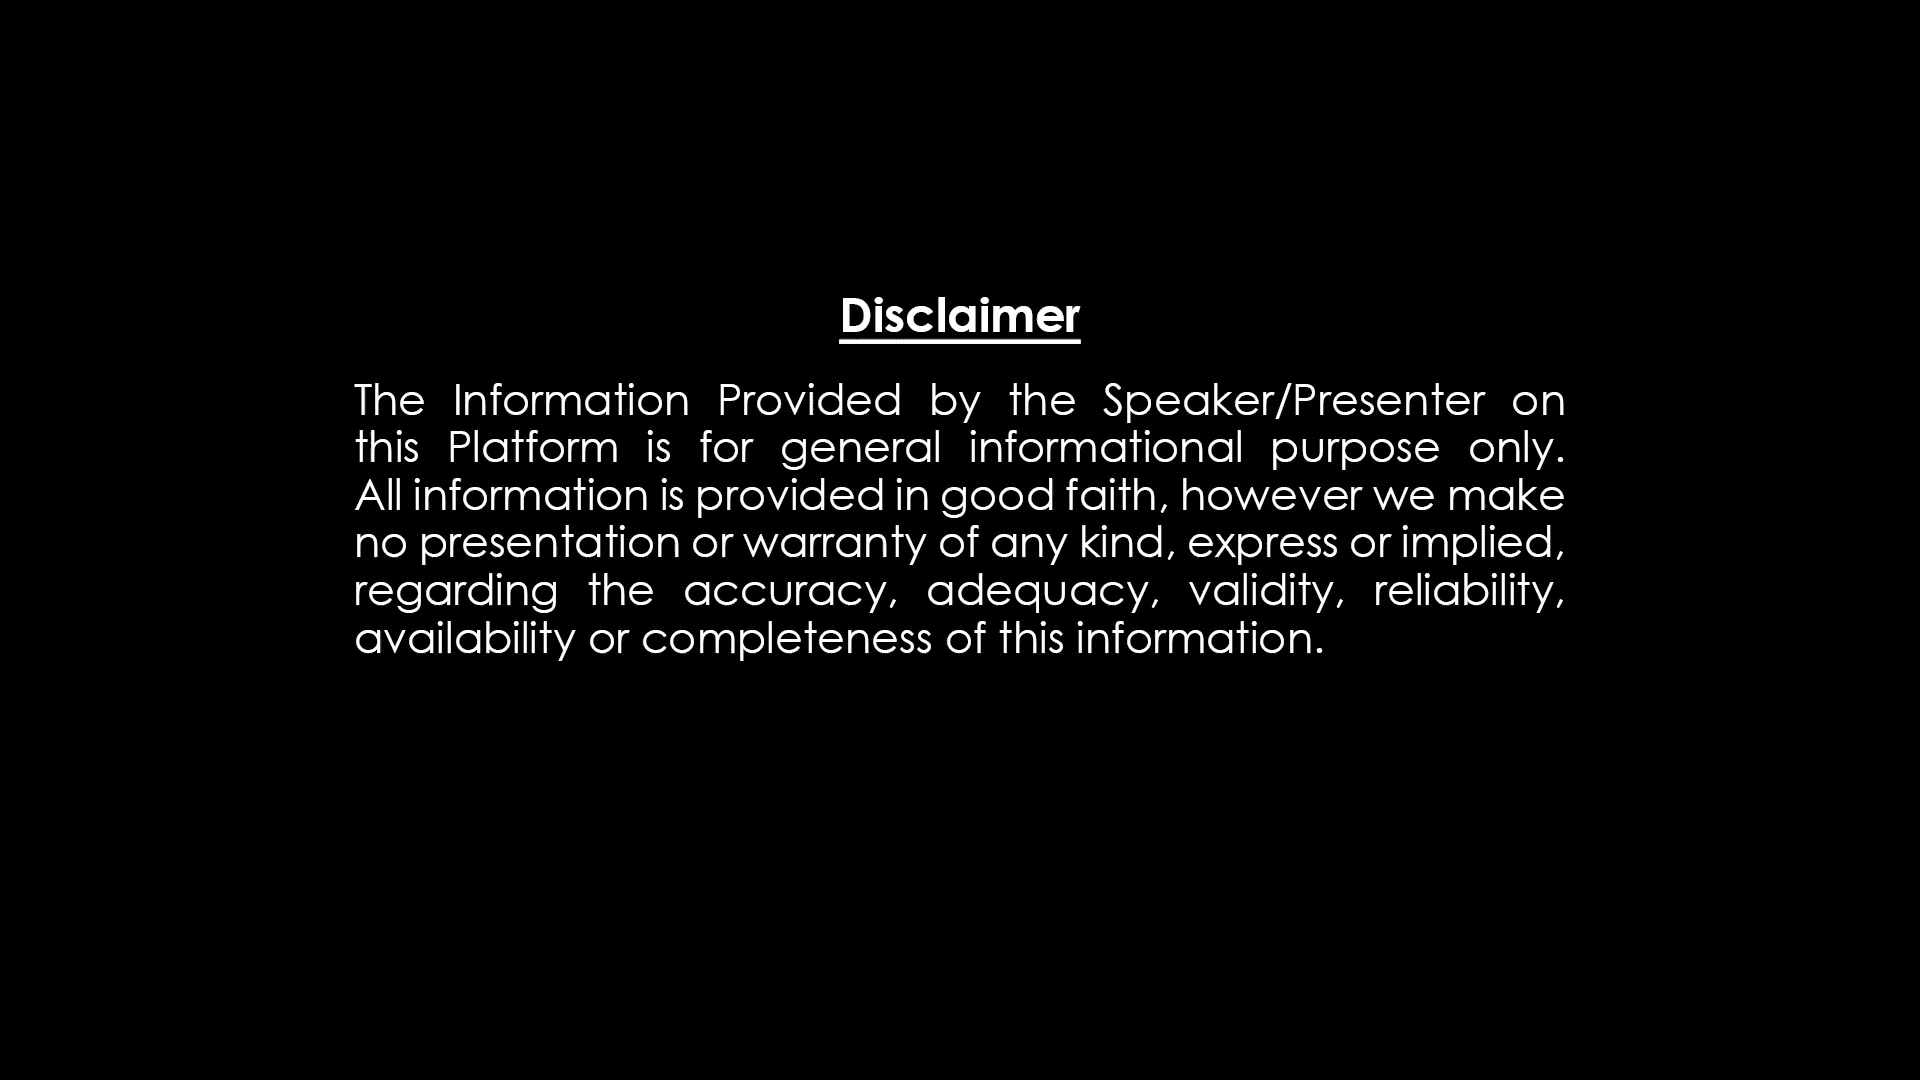 Disclaimer
The Information Provided by the Speaker/Presenter on
this Platform is for general informational purpose only.
All information is provided in good faith, however we make
no presentation or warranty of any kind, express or implied,
regarding the accuracy, adequacy, validity, reliability,
availability or completeness of this information.